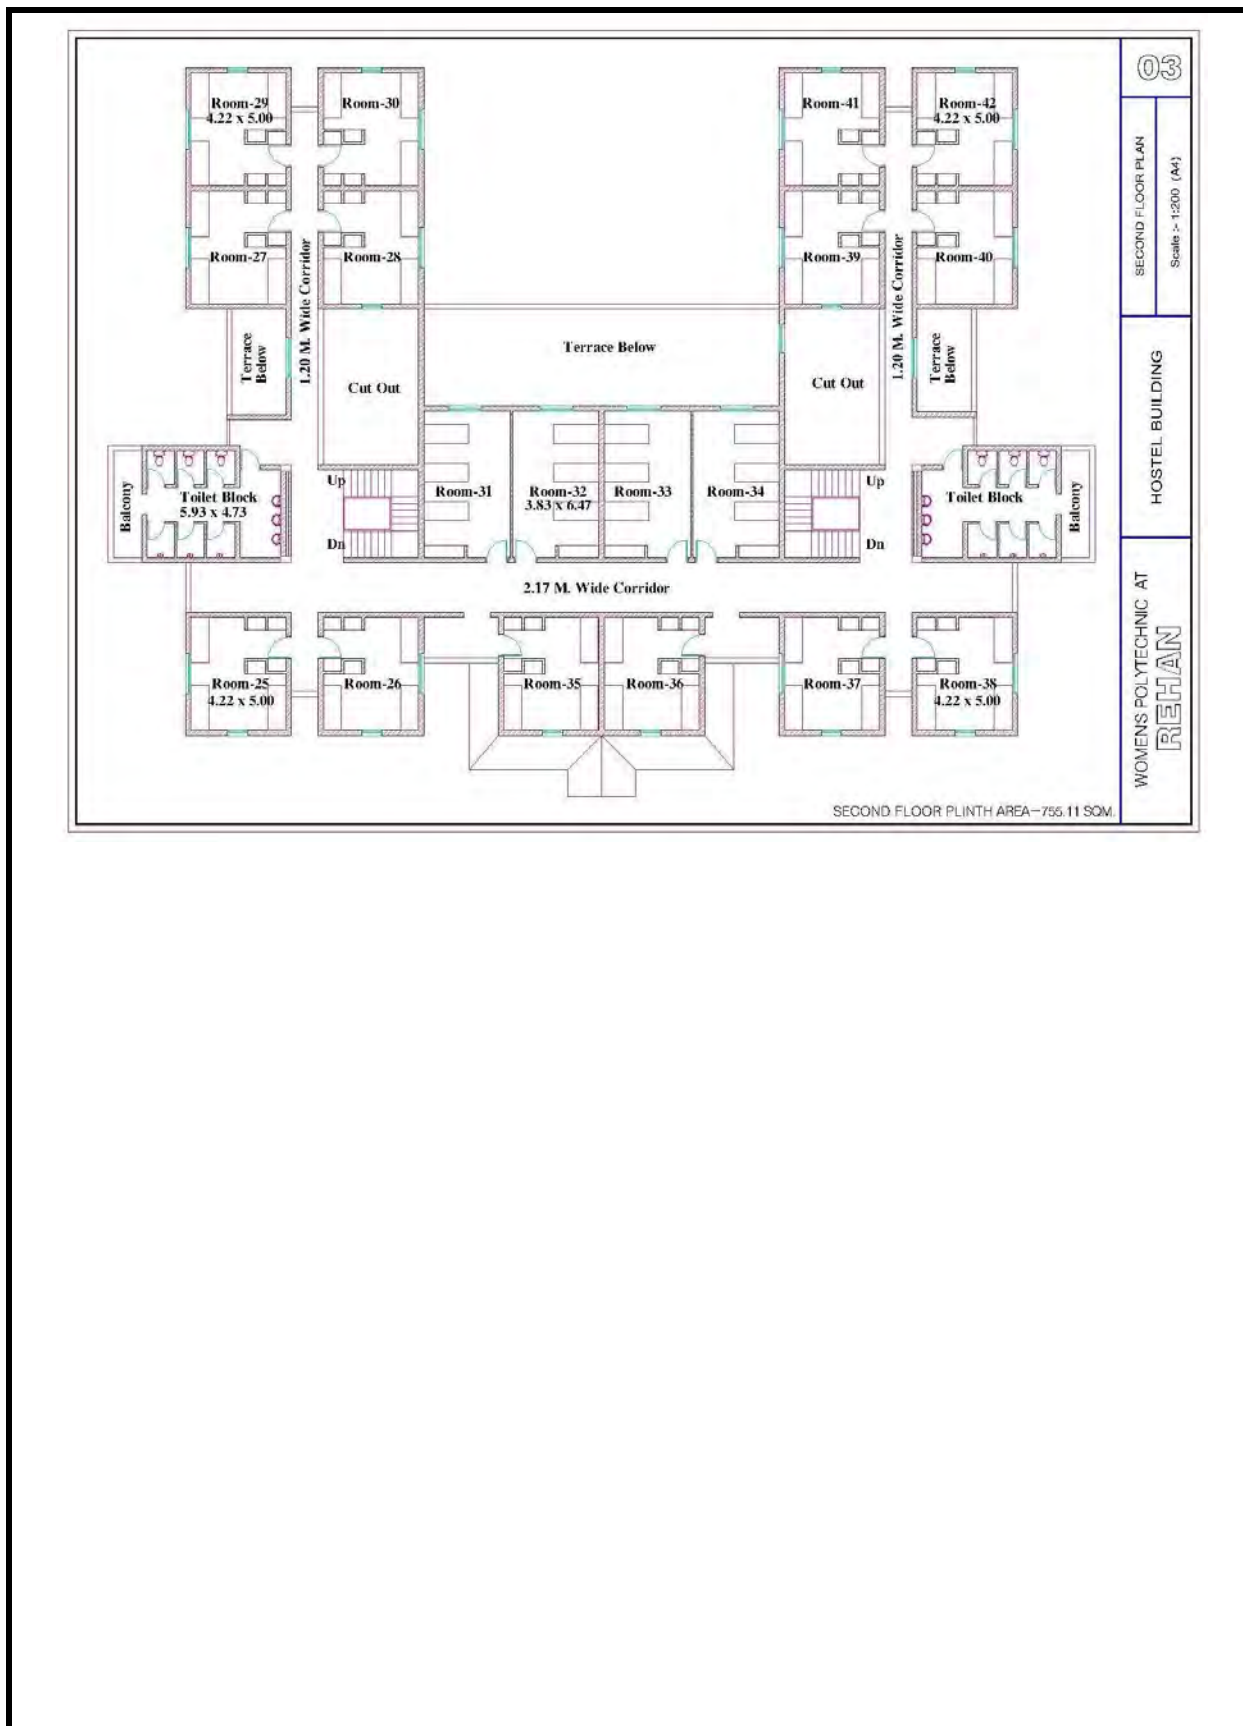 Room-29
4.22 x 5.00
Room-30
Room-41
Room-42
4.22 x 5.00
03
Room-27
Room-28
1.20 M. Wide Corridor
Room-39
Room-40
1.20 M. Wide Corridor
SECOND FLOOR PLAN
Scale :- 1:200 (A4)
Terrace
Below
Cut Out
Terrace Below
Cut Out
Terrace
Below
HOSTEL BUILDING
Balcony
Toilet Block
5.93 x 4.73
Up
Dn
Room-31
Room-32
3.83 x 6.47
Room-33
Room-34
Up
Dn
Toilet Block
Balcony
2.17 M. Wide Corridor
Room-25
4.22 x 5.00
Room-26
Room-35
Room-36
Room-37
Room-38
4.22 x 5.00
WOMENS POLYTECHNIC AT
REHAN
SECOND FLOOR PLINTH AREA-755.11 SQM.